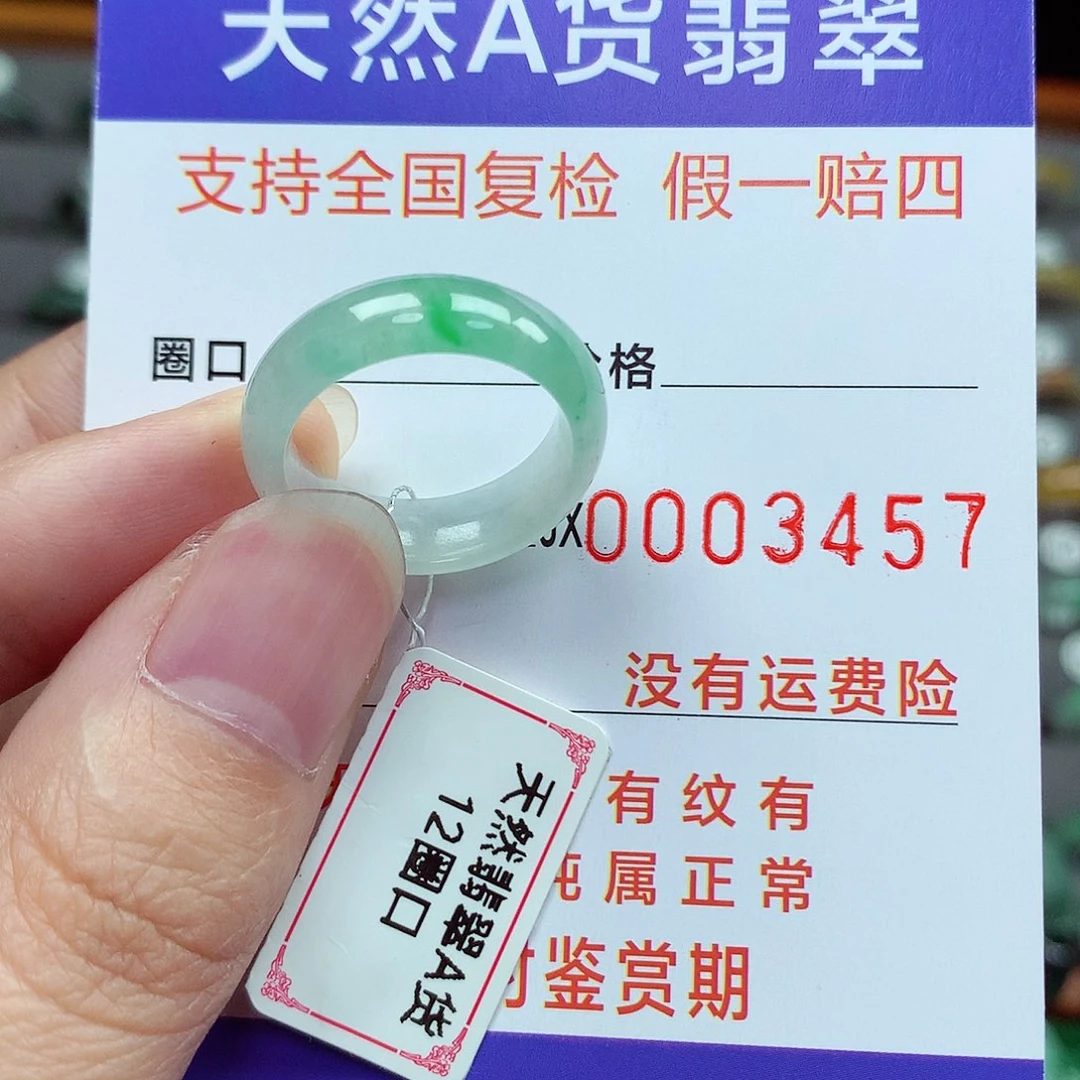 天然A货翡翠
支持全国复检 假一赔四
圈口
格
X0003457
没有运费险
有纹有
属正常
鉴赏期
天然翡翠A货
12圈口